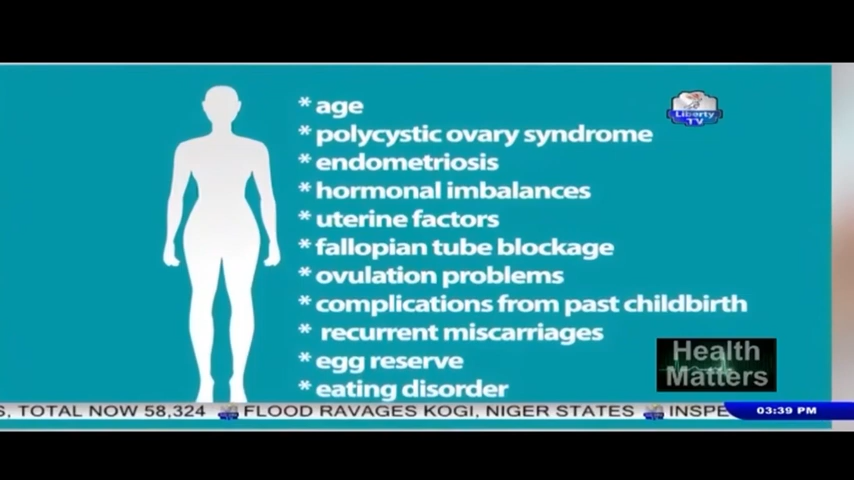 * age
Liberty
TV
* polycystic ovary syndrome
* endometriosis
* hormonal imbalances
* uterine factors
* fallopian tube blockage
* ovulation problems
* complications from past childbirth
* recurrent miscarriages
* egg reserve
* eating disorder
Health
Matters
S, TOTAL NOW 58,324 FLOOD RAVAGES KOGI, NIGER STATES INSPE
03:39 PM